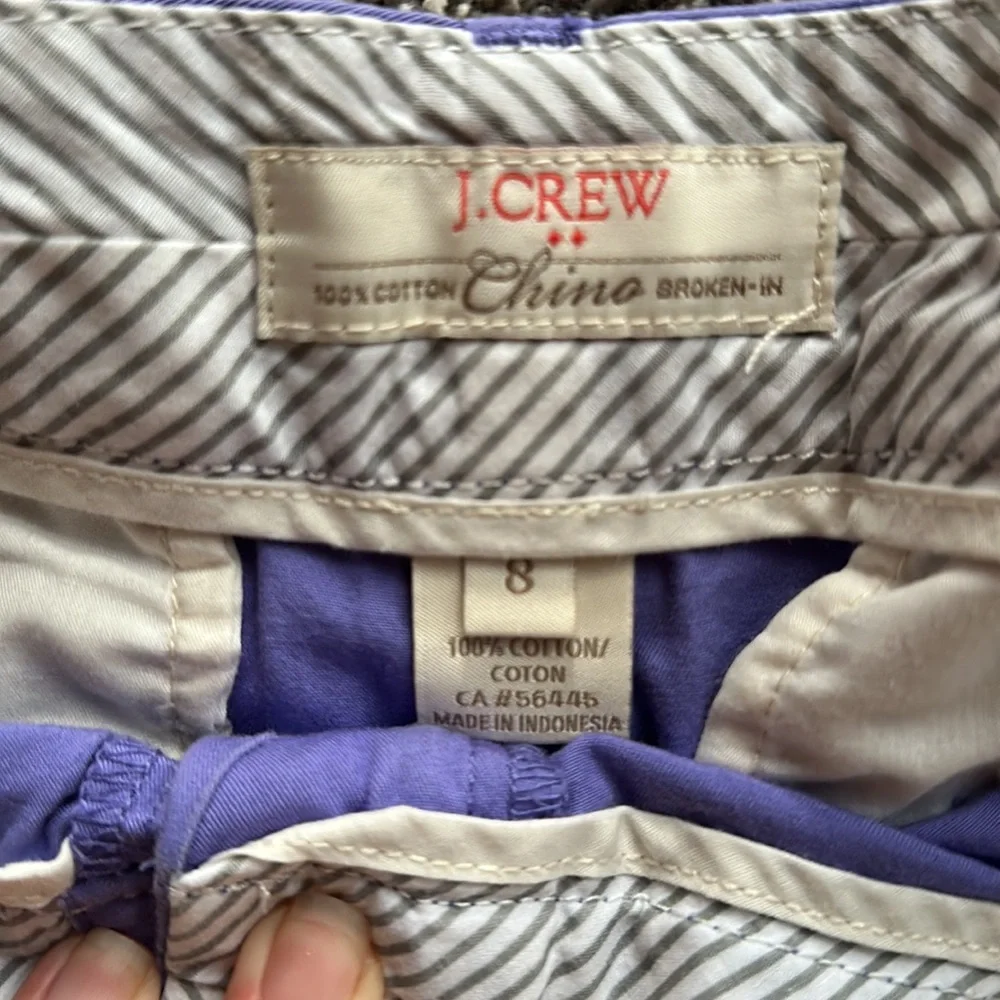 J.CREW
100% COTTON Chino BROKEN-IN
8
100% COTTON/
COTON
CA #56445
MADE IN INDONESIA